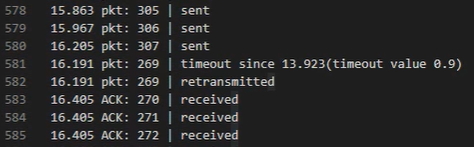 578 15.863 pkt: 305 | sent
579 15.967 pkt: 306 | sent
580 16.205 pkt: 307 | sent
581 16.191 pkt: 269 | timeout since 13.923(timeout value 0.9)
582 16.191 pkt: 269 | retransmitted
583 16.405 ACK: 270 | received
584 16.405 ACK: 271 | received
585 16.405 ACK: 272 | received